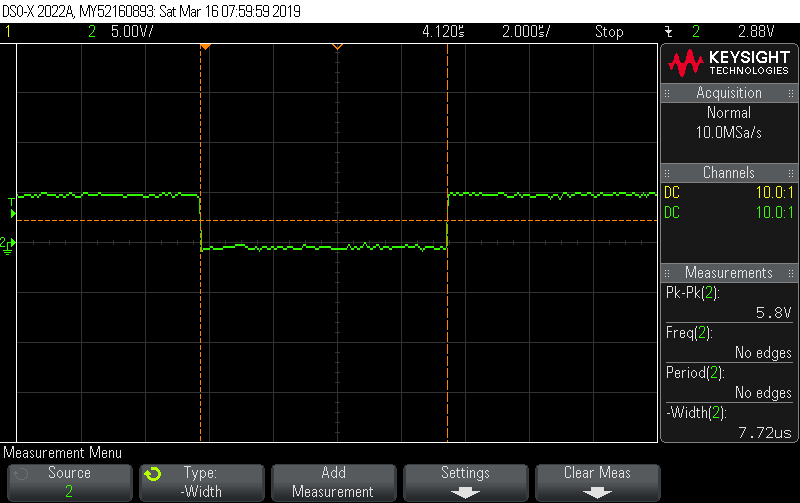 DSO-X 2022A, MY52160893: Sat Mar 16 07:59:59 2019
1 2 5.00V/ 4.120us 2.000us/ Stop 2 2.88V
KEYSIGHT
TECHNOLOGIES
Acquisition
Normal
10.0MSa/s
Channels
DC 10.0:1
DC 10.0:1
T
2
Measurements
Pk-Pk(2):
5.8V
Freq(2):
No edges
Period(2):
No edges
-Width(2):
7.72us
Measurement Menu
Source
2
Type:
-Width
Add
Measurement
Settings
Clear Meas